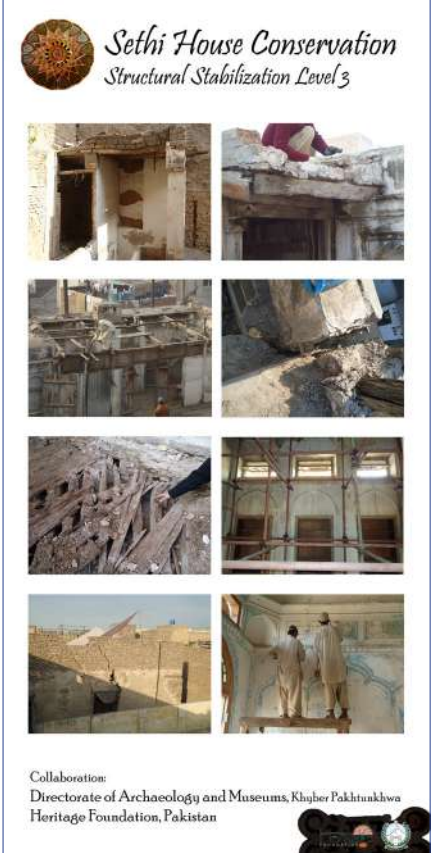 Sethi House Conservation
Structural Stabilization Level 3
Collaboration:
Directorate of Archaeology and Museums, Khyber Pakhtunkhwa
Heritage Foundation, Pakistan